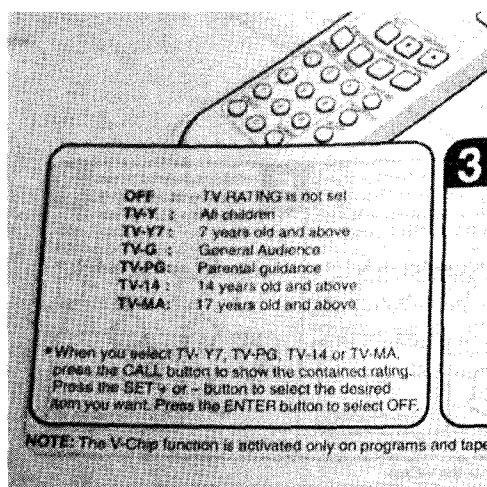 3
OFF : TV RATING is not set
TV-Y : All children
TV-Y7: 7 years old and above
TV-G : General Audience
TV-PG: Parental guidance
TV-14 : 14 years old and above
TV-MA: 17 years old and above
*When you select TV- Y7, TV-PG, TV-14 or TV-MA,
press the CALL button to show the contained rating.
Press the SET + or – button to select the desired
item you want. Press the ENTER button to select OFF.
NOTE: The V-Chip function is activated only on programs and tape